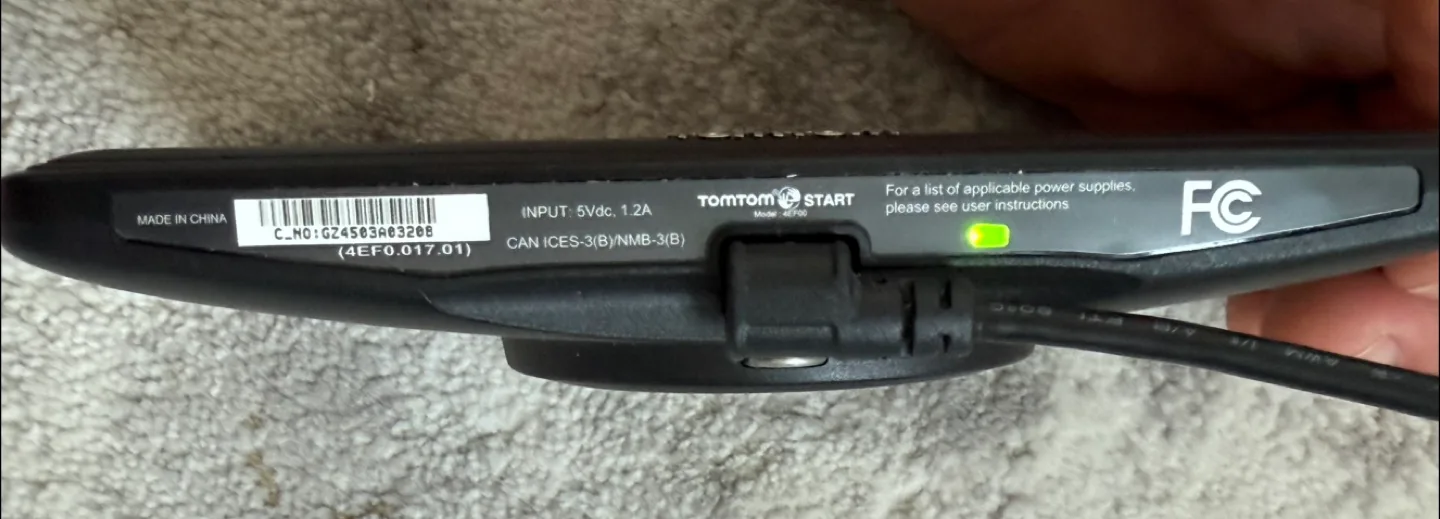 MADE IN CHINA
C_NO:GZ4503A03208
(4EF0.017.01)
INPUT: 5Vdc, 1.2A
CAN ICES-3(B)/NMB-3(B)
TOMTOM START
Model: 4EF00
For a list of applicable power supplies,
please see user instructions
FC
80°C